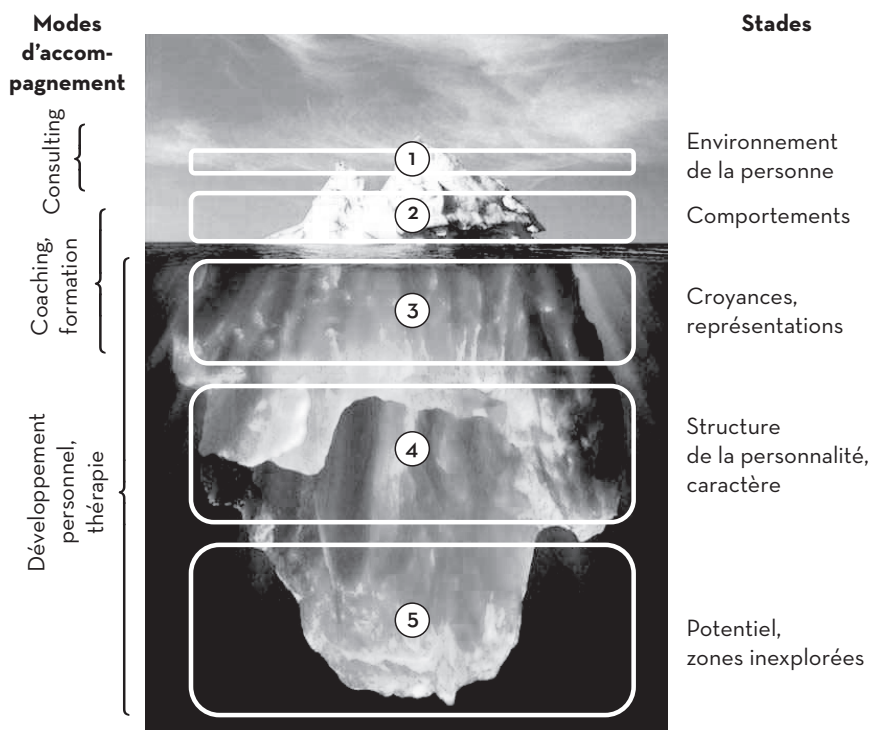 Modes
d’accom-
pagnement
Consulting
Coaching,
formation
Développement
personnel,
thérapie
1
2
3
4
5
Stades
Environnement
de la personne
Comportements
Croyances,
représentations
Structure
de la personnalité,
caractère
Potentiel,
zones inexplorées